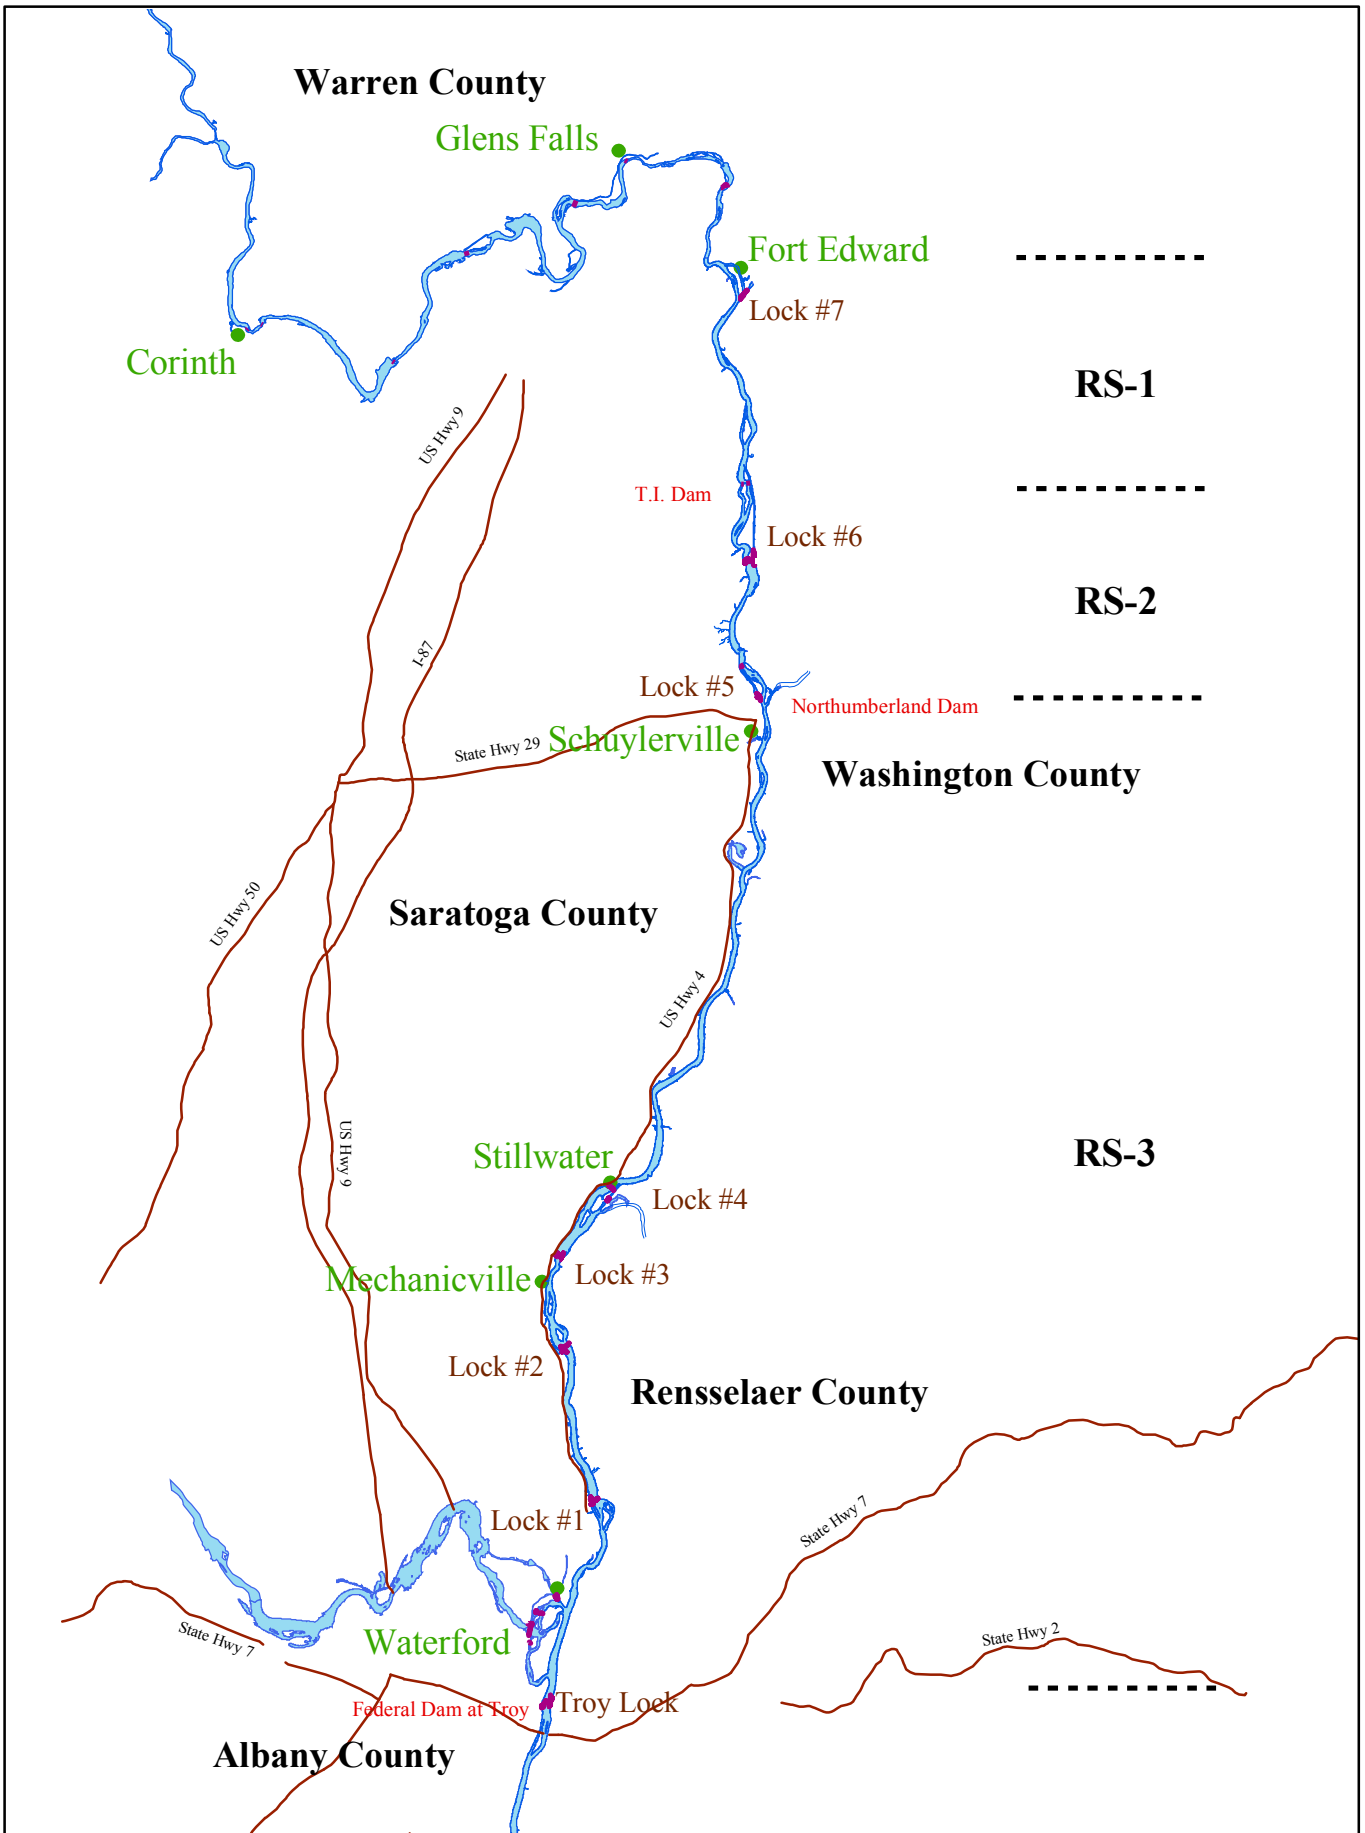 Warren County
Glens Falls
Fort Edward
Lock #7
Corinth
RS-1
US Hwy 9
T.I. Dam
Lock #6
RS-2
I-87
Lock #5
Northumberland Dam
State Hwy 29
Schuylerville
Washington County
US Hwy 50
Saratoga County
US Hwy 4
US Hwy 9
Stillwater
RS-3
Lock #4
Lock #3
Mechanicville
Lock #2
Rensselaer County
Lock #1
State Hwy 7
State Hwy 7
Waterford
State Hwy 2
Federal Dam at Troy
Troy Lock
Albany County